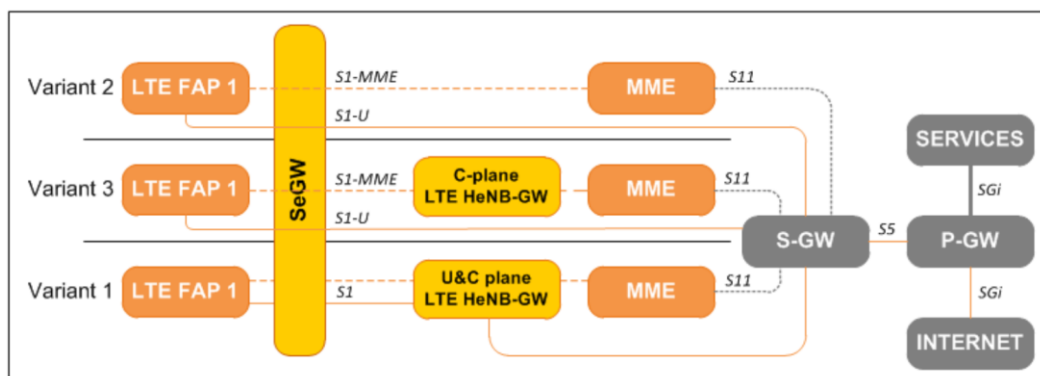 Variant 2
LTE FAP 1
S1-MME
MME
S11
S1-U
SERVICES
Variant 3
LTE FAP 1
SeGW
S1-MME
C-plane
LTE HeNB-GW
MME
S11
SGi
S1-U
S-GW
S5
P-GW
Variant 1
LTE FAP 1
S1
U&C plane
LTE HeNB-GW
MME
S11
SGi
INTERNET